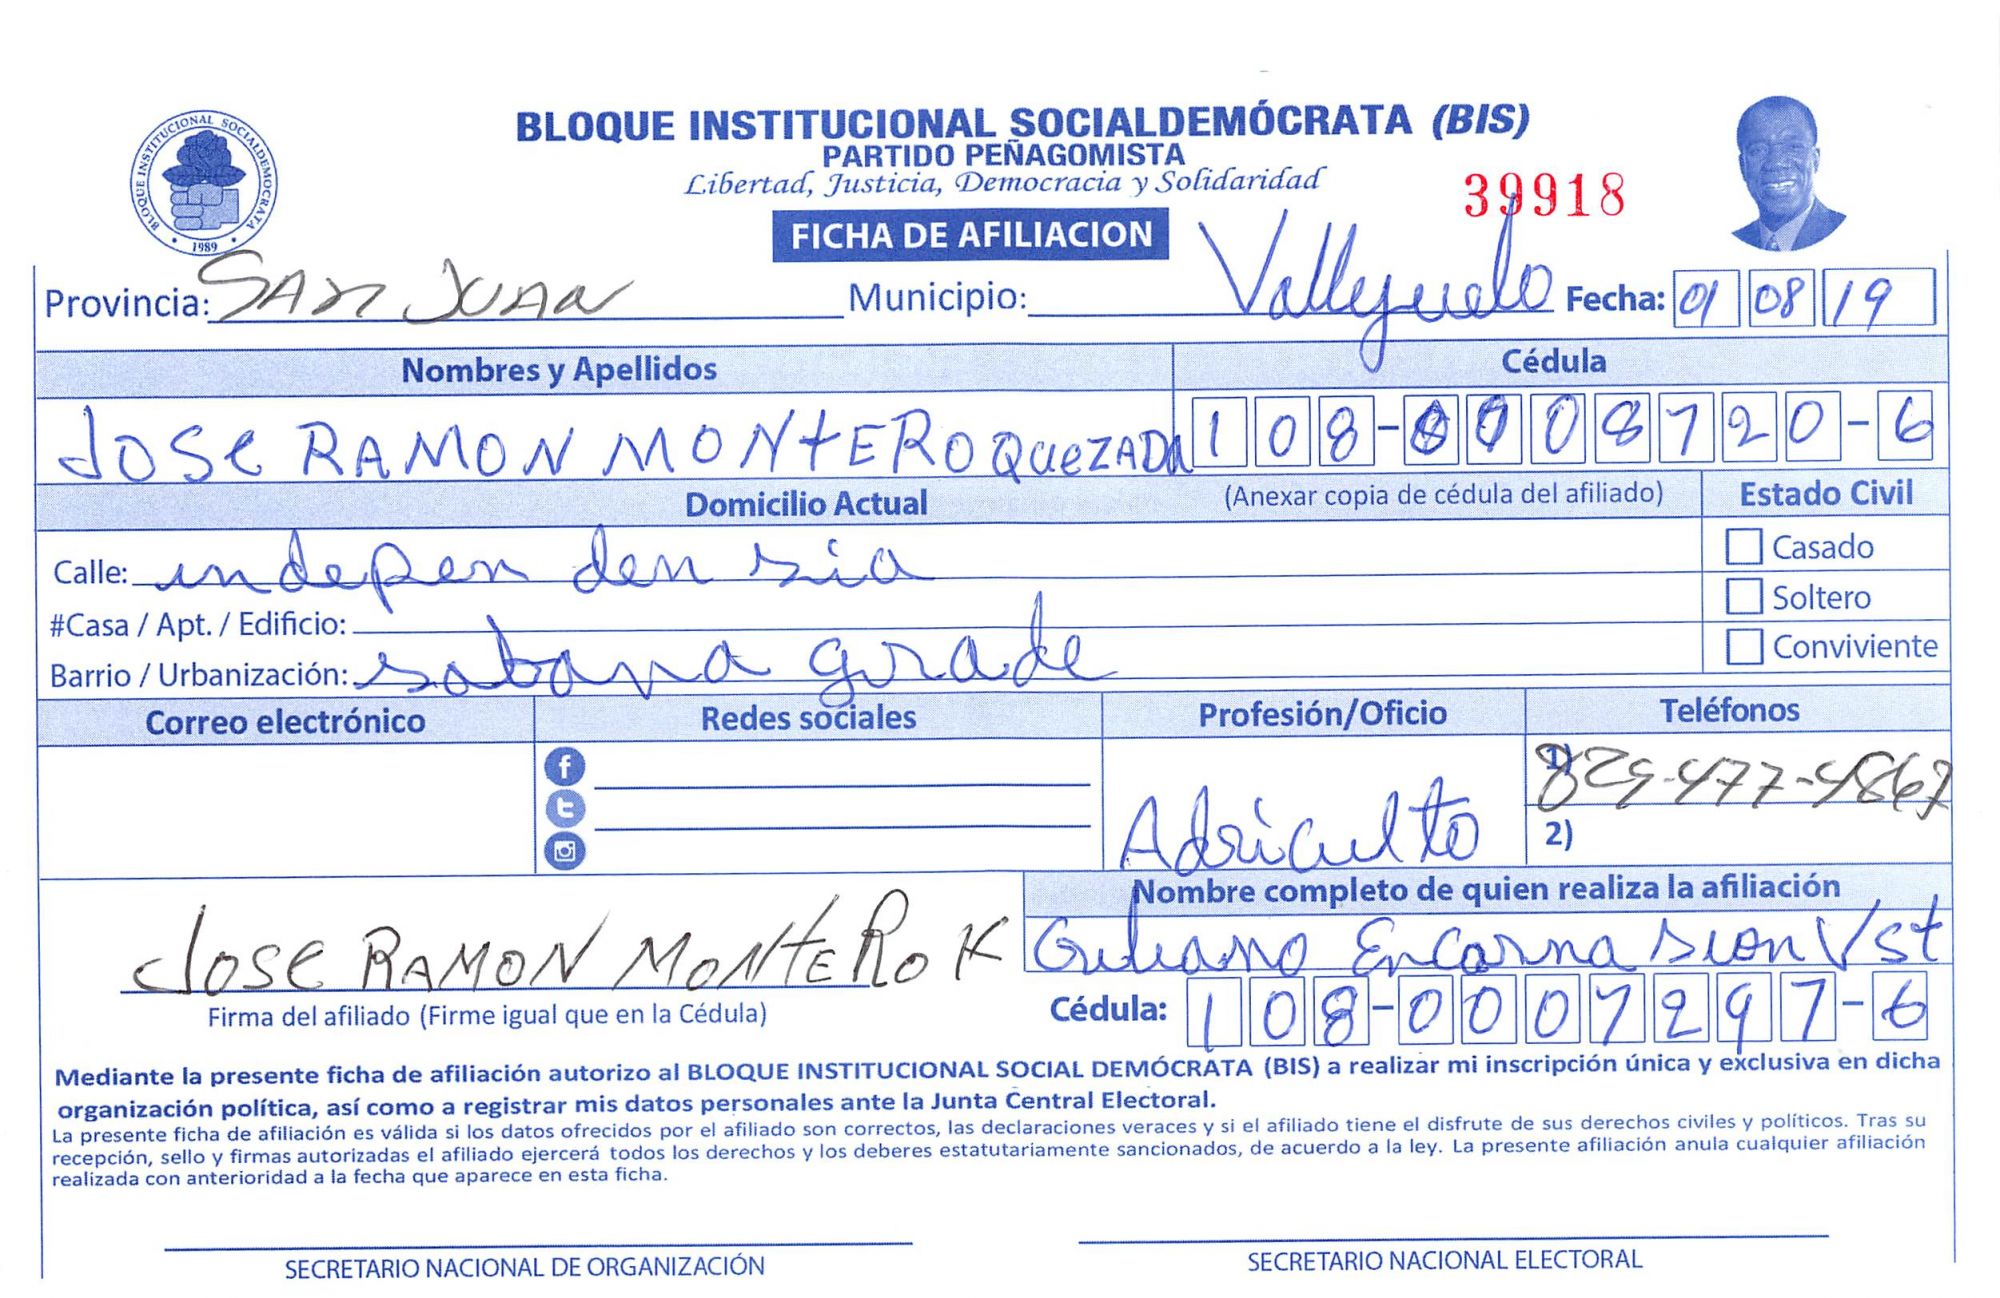 BLOQUE INSTITUCIONAL SOCIALDEMOCRATA
1989
BLOQUE INSTITUCIONAL SOCIALDEMÓCRATA (BIS)
PARTIDO PEÑAGOMISTA
Libertad, Justicia, Democracia y Solidaridad
39918
FICHA DE AFILIACION
Provincia: SAN JUAN Municipio: Vallejuelo Fecha: 01 08 19
Nombres y Apellidos Cédula
JOSE RAMON MONTERO QUEZADA 108-0008720-6
Domicilio Actual (Anexar copia de cédula del afiliado) Estado Civil
Calle: independensia Casado
#Casa / Apt. / Edificio: Soltero
Barrio / Urbanización: sabana grade Conviviente
Correo electrónico Redes sociales Profesión/Oficio Teléfonos
1) 829-477-4867
Adriculto 2)
Nombre completo de quien realiza la afiliación
JOSE RAMON MONTERO Encarnasion
Firma del afiliado (Firme igual que en la Cédula) Cédula: 108-0007297-6
Mediante la presente ficha de afiliación autorizo al BLOQUE INSTITUCIONAL SOCIAL DEMÓCRATA (BIS) a realizar mi inscripción única y exclusiva en dicha
organización política, así como a registrar mis datos personales ante la Junta Central Electoral.
La presente ficha de afiliación es válida si los datos ofrecidos por el afiliado son correctos, las declaraciones veraces y si el afiliado tiene el disfrute de sus derechos civiles y políticos. Tras su
recepción, sello y firmas autorizadas el afiliado ejercerá todos los derechos y los deberes estatutariamente sancionados, de acuerdo a la ley. La presente afiliación anula cualquier afiliación
realizada con anterioridad a la fecha que aparece en esta ficha.
SECRETARIO NACIONAL DE ORGANIZACIÓN SECRETARIO NACIONAL ELECTORAL